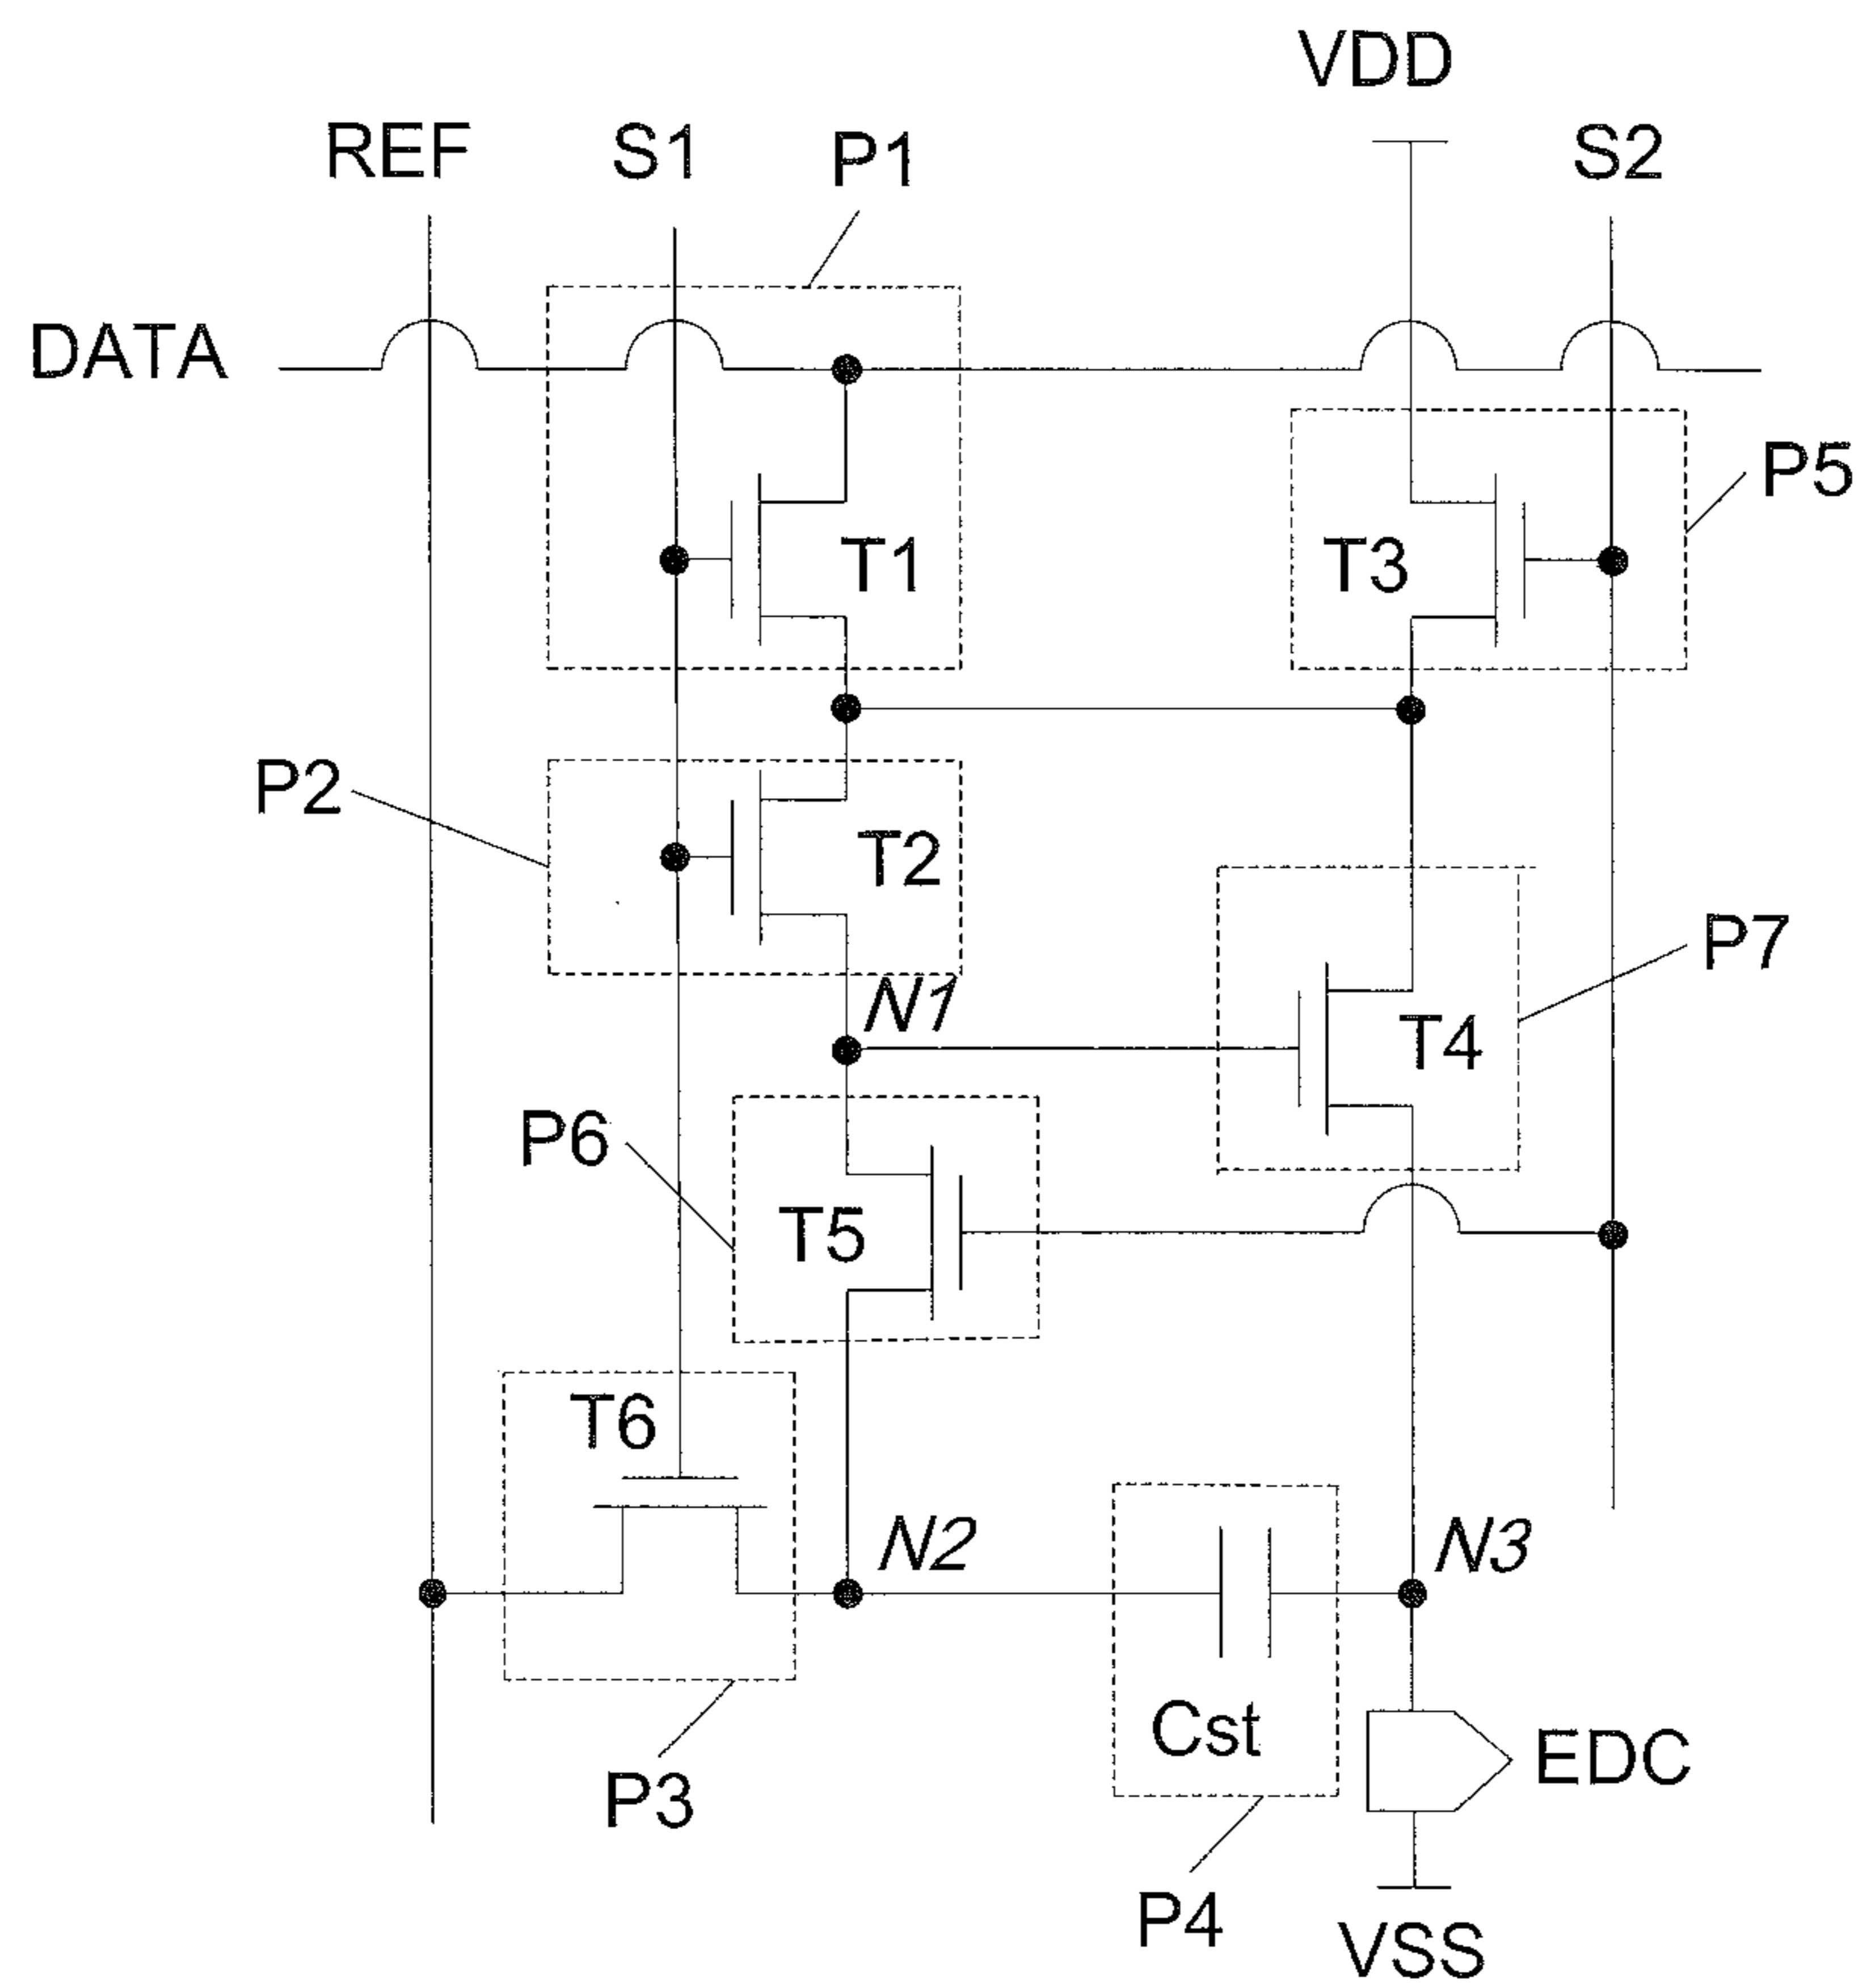 VDD
REF
S1
P1
S2
DATA
P5
T1
T3
P2
T2
P7
N1
T4
P6
T5
T6
N2
N3
Cst
EDC
P3
P4
VSS